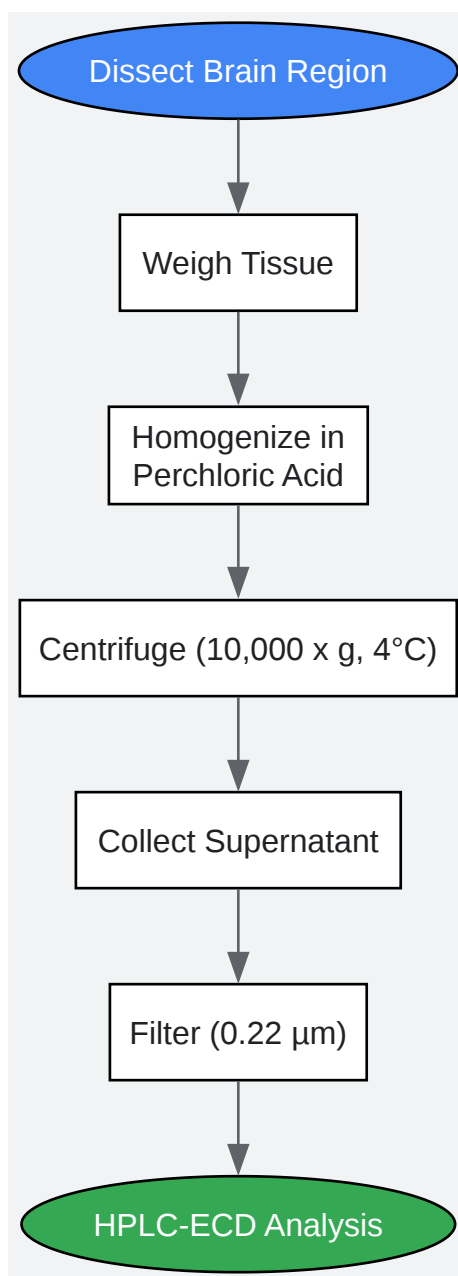 Dissect Brain Region
Weigh Tissue
Homogenize in
Perchloric Acid
Centrifuge (10,000 x g, 4°C)
Collect Supernatant
Filter (0.22 µm)
HPLC-ECD Analysis